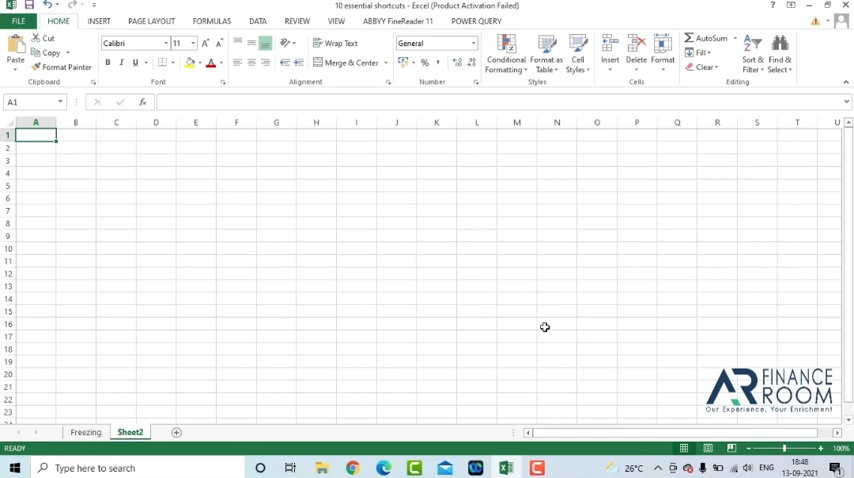 10 essential shortcuts - Excel (Product Activation Failed)
FILE HOME INSERT PAGE LAYOUT FORMULAS DATA REVIEW VIEW ABBYY FineReader 11 POWER QUERY
Paste
Cut
Copy
Format Painter
Clipboard
Calibri 11
B I U
Font
Wrap Text
Merge & Center
Alignment
General
% ,
Number
Conditional Formatting
Format as Table
Cell Styles
Styles
Insert Delete Format
Cells
AutoSum
Fill
Clear
Sort & Filter
Find & Select
Editing
A1 fx
A B C D E F G H I J K L M N O P Q R S T U
1
2
3
4
5
6
7
8
9
10
11
12
13
14
15
16
17
18
19
20
21
22
23
AR FINANCE ROOM
Our Experience, Your Enrichment
Freezing Sheet2
READY 100%
Type here to search
26°C ENG 18:48
13-09-2021